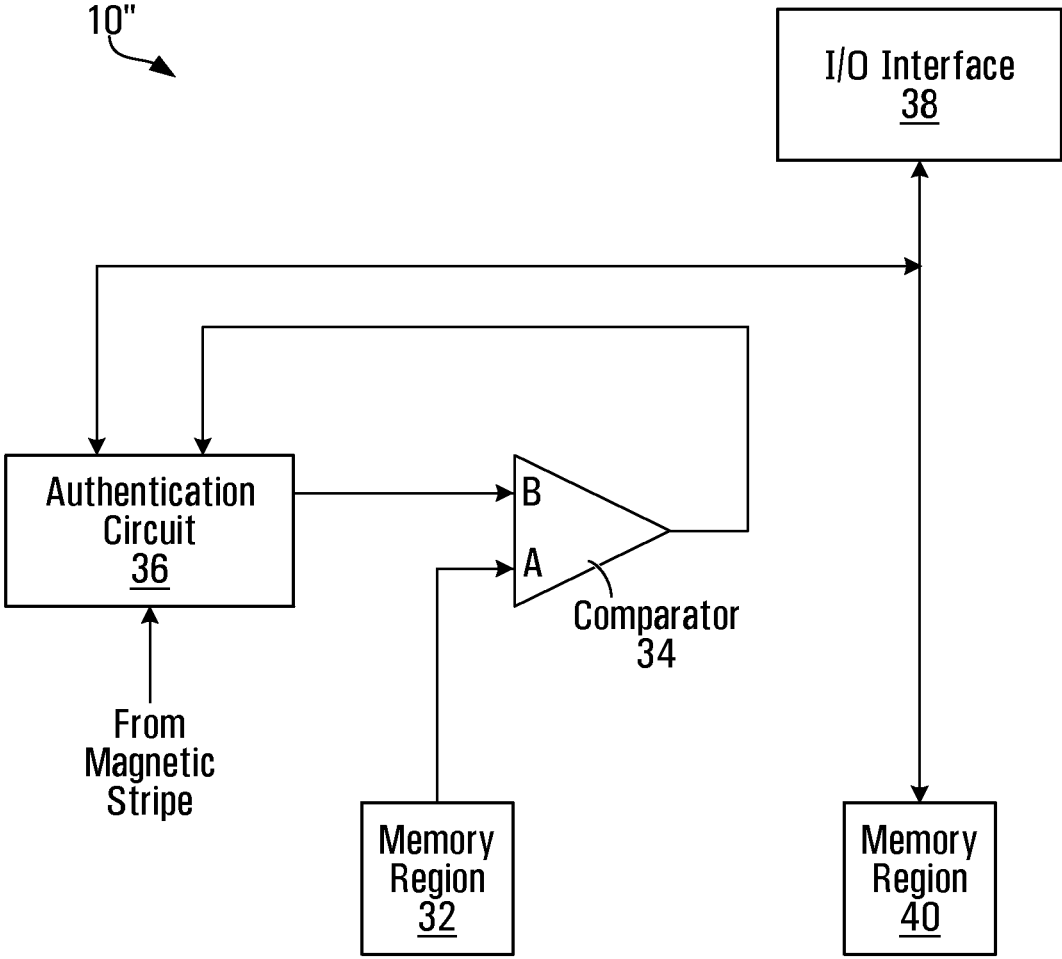 10"
I/O Interface
38
Authentication
Circuit
36
B
A
Comparator
34
From
Magnetic
Stripe
Memory
Region
32
Memory
Region
40